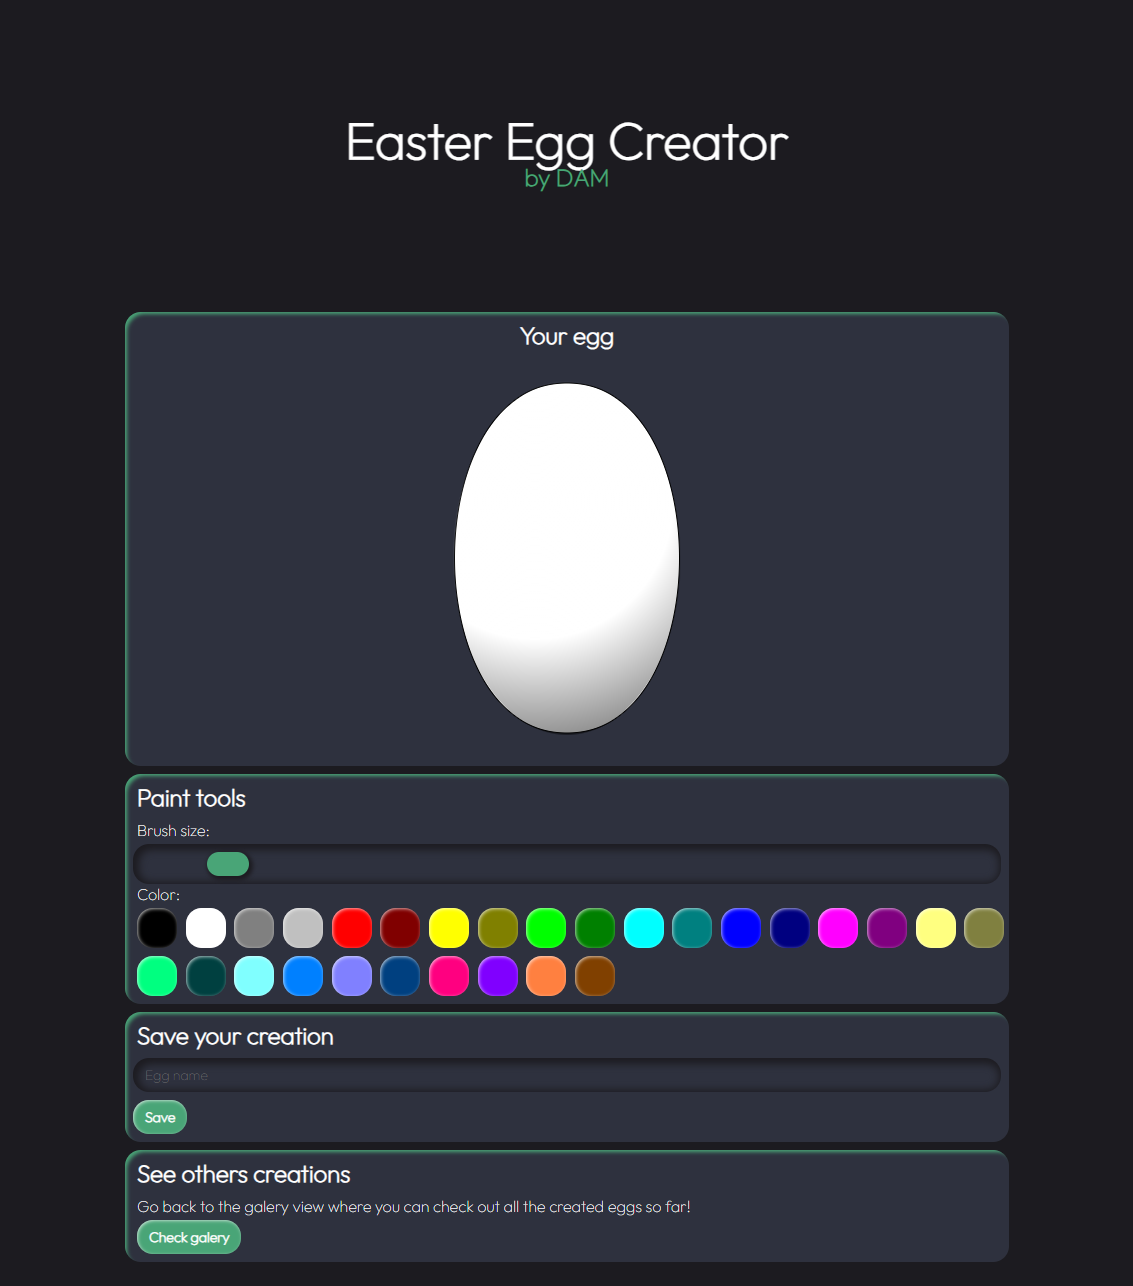 Easter Egg Creator
by DAM
Your egg
Paint tools
Brush size:
Color:
Save your creation
Egg name
Save
See others creations
Go back to the galery view where you can check out all the created eggs so far!
Check galery